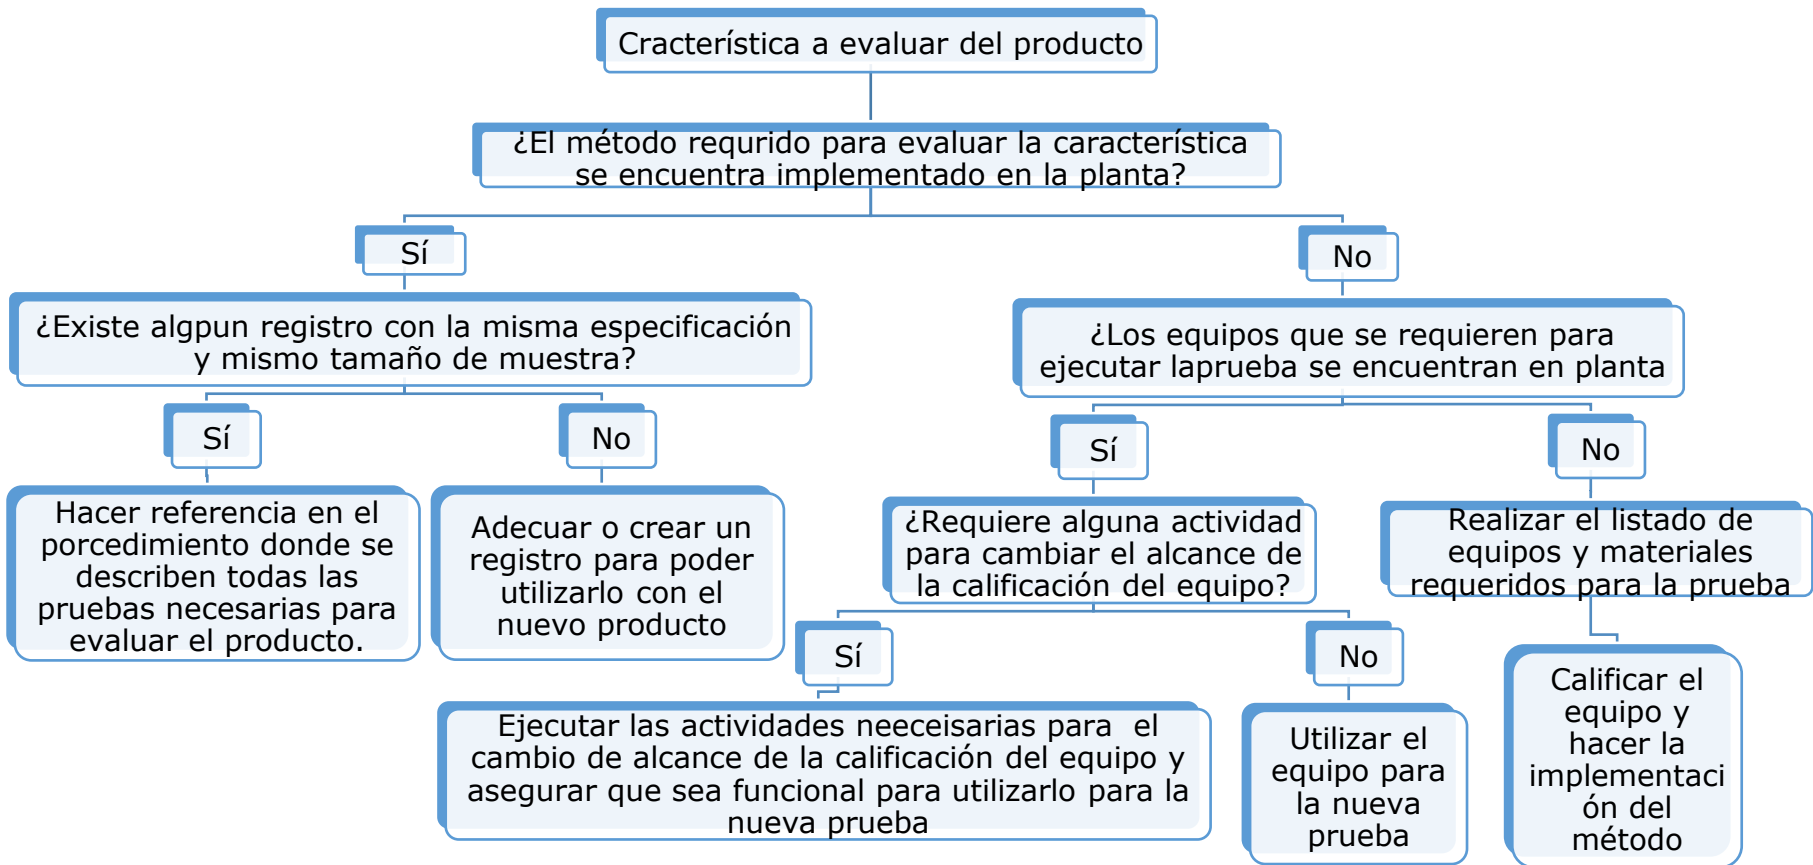 Cracterística a evaluar del producto
¿El método requrido para evaluar la característica
se encuentra implementado en la planta?
Sí
No
¿Existe algpun registro con la misma especificación
y mismo tamaño de muestra?
¿Los equipos que se requieren para
ejecutar laprueba se encuentran en planta
Sí
No
Sí
No
Hacer referencia en el
porcedimiento donde se
describen todas las
pruebas necesarias para
evaluar el producto.
Adecuar o crear un
registro para poder
utilizarlo con el
nuevo producto
¿Requiere alguna actividad
para cambiar el alcance de
la calificación del equipo?
Realizar el listado de
equipos y materiales
requeridos para la prueba
Sí
No
Ejecutar las actividades neeceisarias para  el
cambio de alcance de la calificación del equipo y
asegurar que sea funcional para utilizarlo para la
nueva prueba
Utilizar el
equipo para
la nueva
prueba
Calificar el
equipo y
hacer la
implementaci
ón del
método